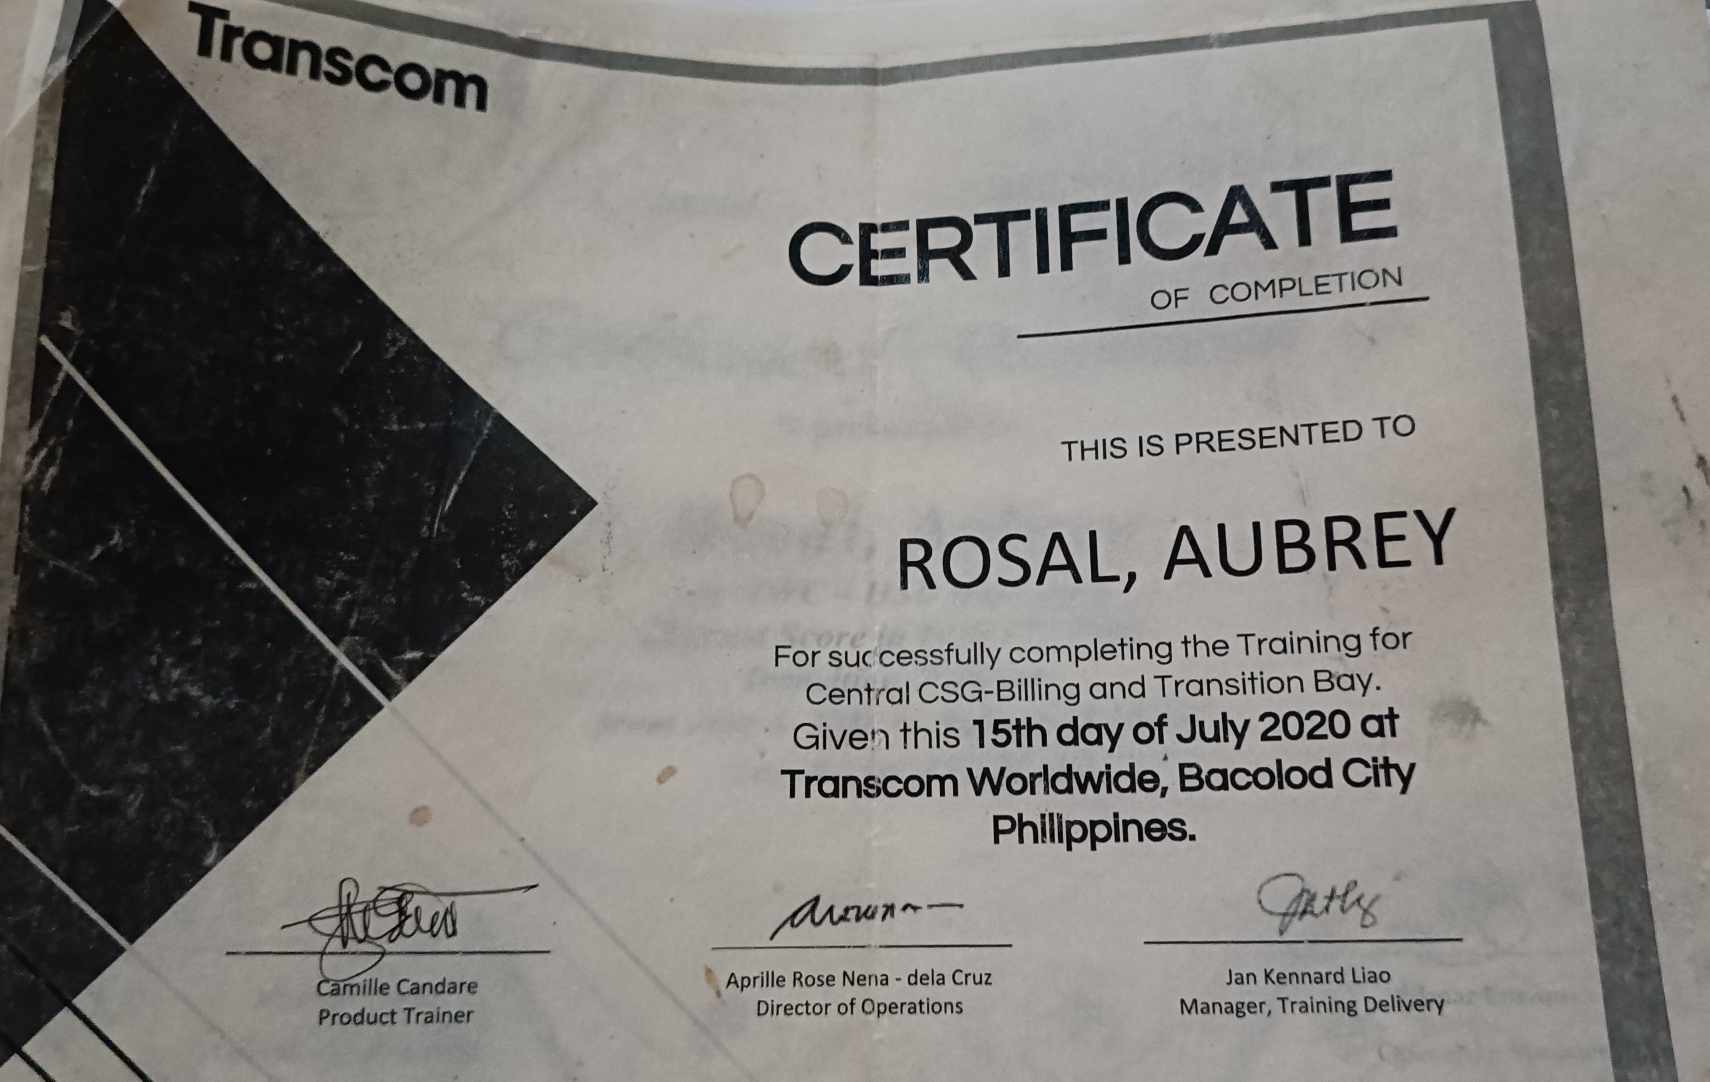 Transcom
CERTIFICATE
OF COMPLETION
THIS IS PRESENTED TO
ROSAL, AUBREY
For successfully completing the Training for
Central CSG-Billing and Transition Bay.
Given this 15th day of July 2020 at
Transcom Worldwide, Bacolod City
Philippines.
Camille Candare
Product Trainer
Aprille Rose Nena - dela Cruz
Director of Operations
Jan Kennard Liao
Manager, Training Delivery